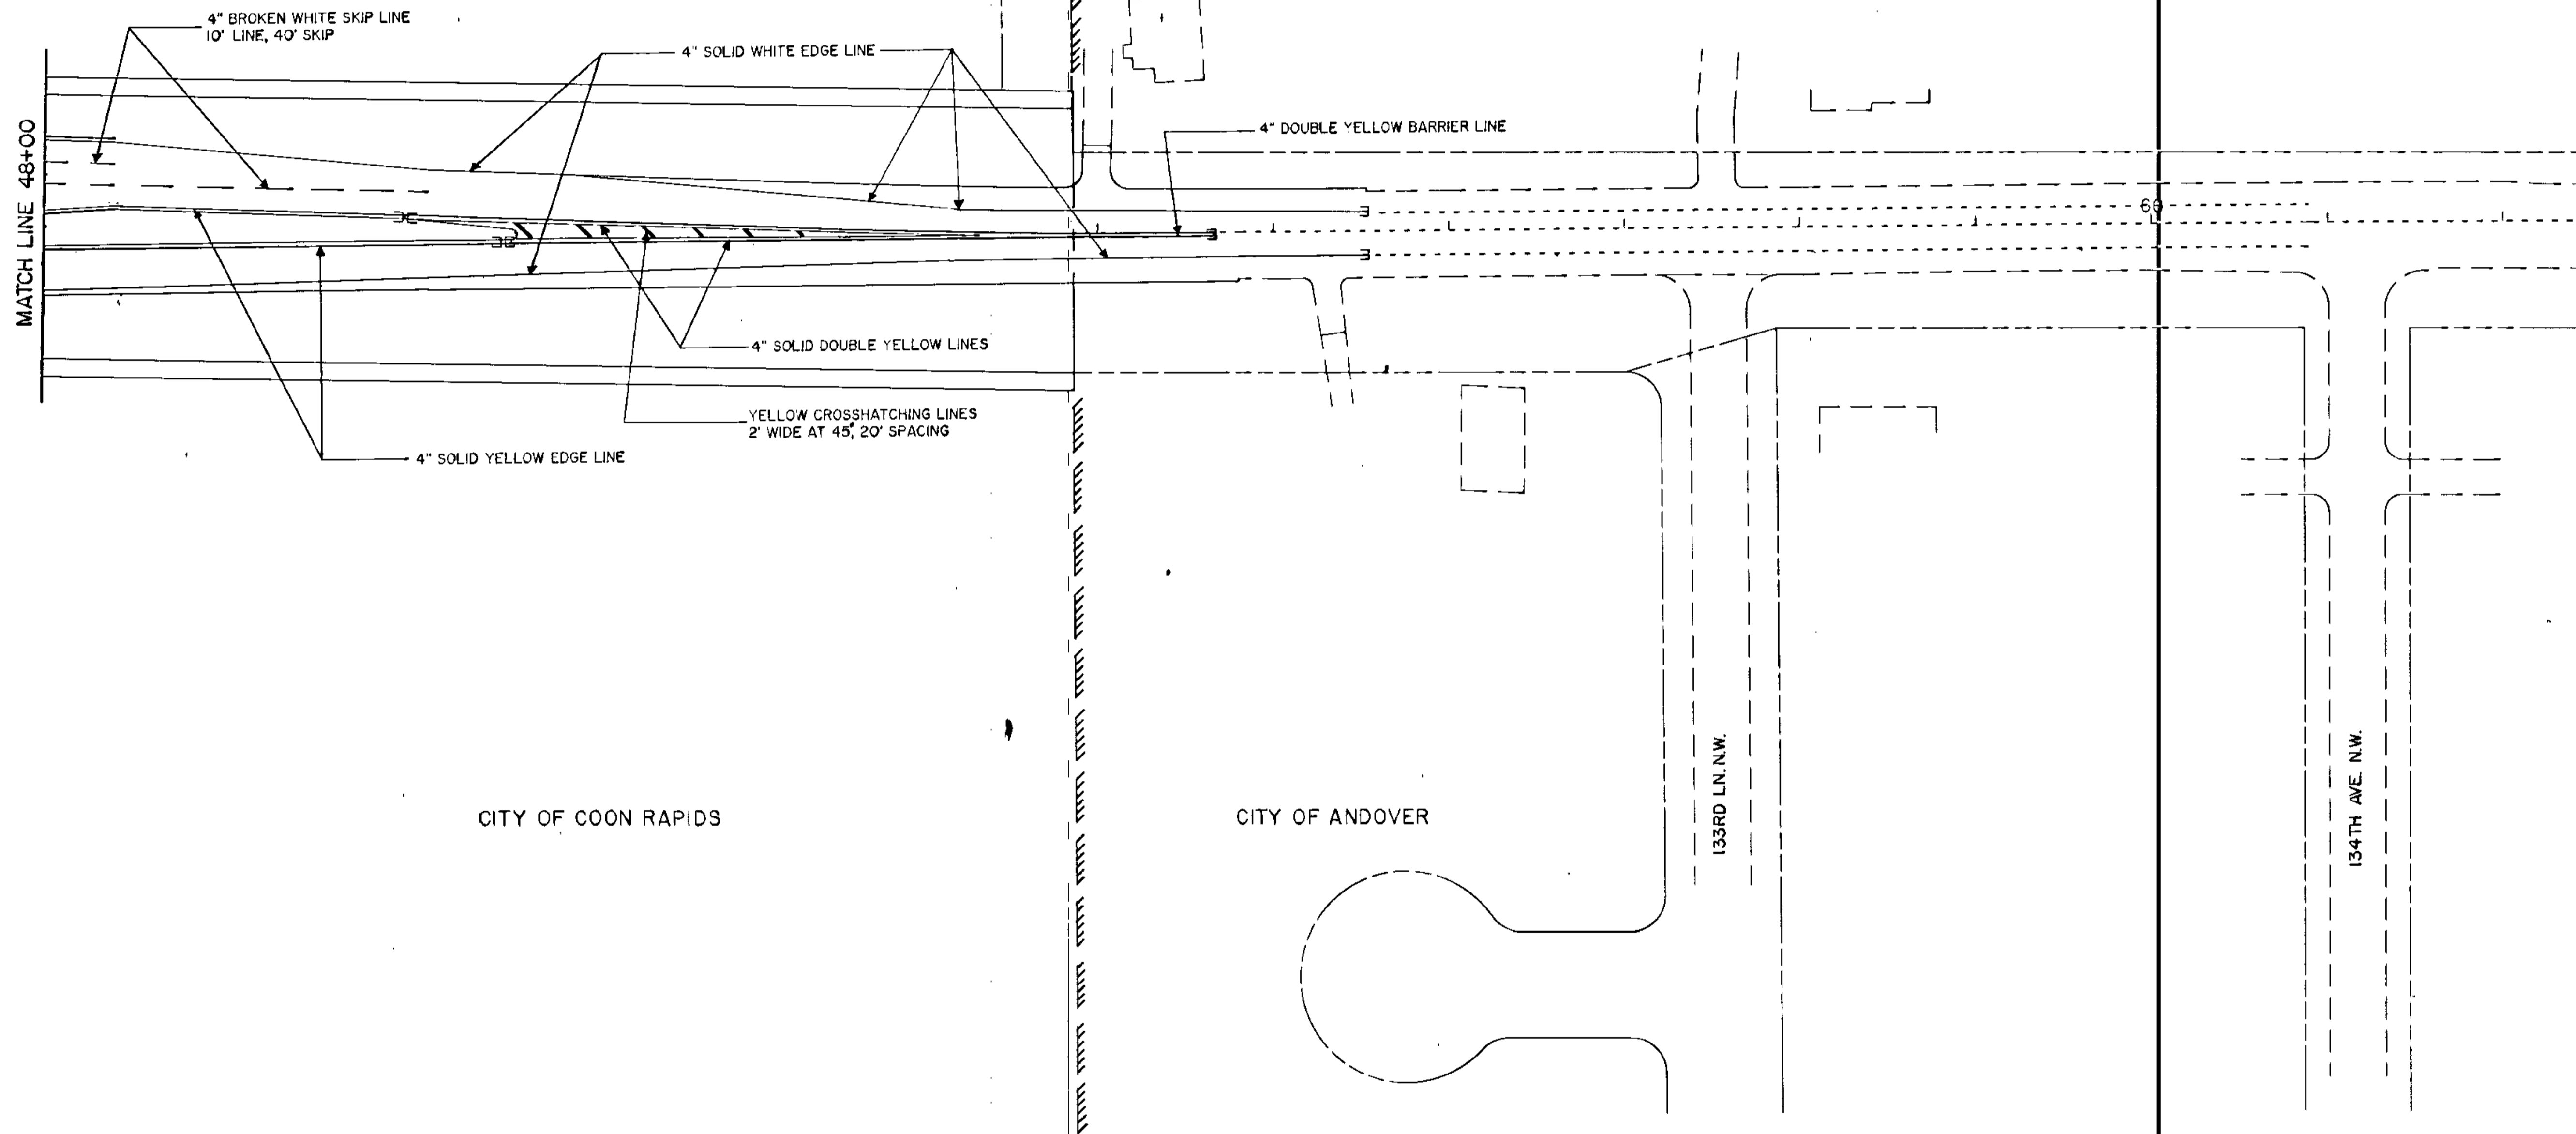 4" BROKEN WHITE SKIP LINE
10' LINE, 40' SKIP
4" SOLID WHITE EDGE LINE
4" DOUBLE YELLOW BARRIER LINE
MATCH LINE 48+00
60
4" SOLID DOUBLE YELLOW LINES
YELLOW CROSSHATCHING LINES
2' WIDE AT 45°, 20' SPACING
4" SOLID YELLOW EDGE LINE
CITY OF COON RAPIDS
CITY OF ANDOVER
133RD LN. N.W.
134TH AVE. N.W.